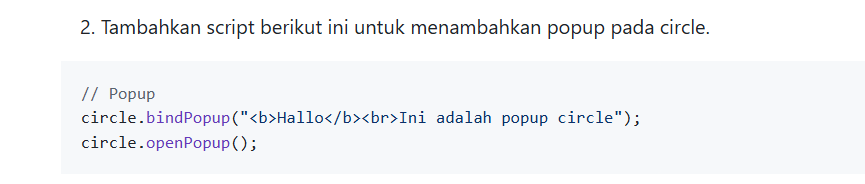 2. Tambahkan script berikut ini untuk menambahkan popup pada circle.
// Popup
circle.bindPopup("<b>Hallo</b><br>Ini adalah popup circle");
circle.openPopup();